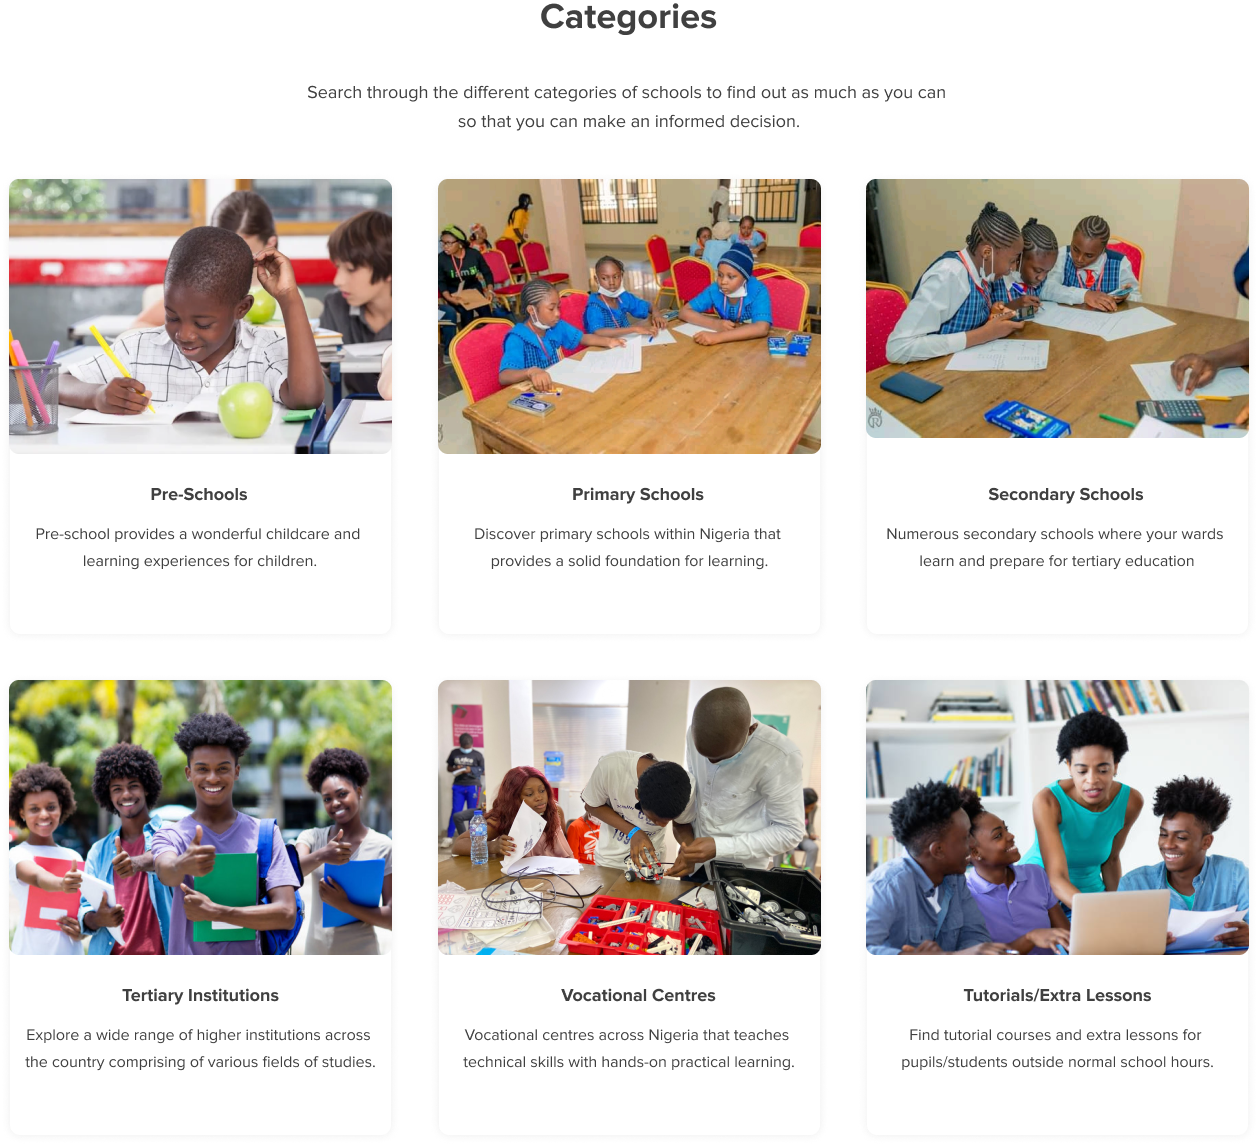 Categories
Search through the different categories of schools to find out as much as you can
so that you can make an informed decision.
Pre-Schools
Pre-school provides a wonderful childcare and
learning experiences for children.
Primary Schools
Discover primary schools within Nigeria that
provides a solid foundation for learning.
Secondary Schools
Numerous secondary schools where your wards
learn and prepare for tertiary education
Tertiary Institutions
Explore a wide range of higher institutions across
the country comprising of various fields of studies.
Vocational Centres
Vocational centres across Nigeria that teaches
technical skills with hands-on practical learning.
Tutorials/Extra Lessons
Find tutorial courses and extra lessons for
pupils/students outside normal school hours.